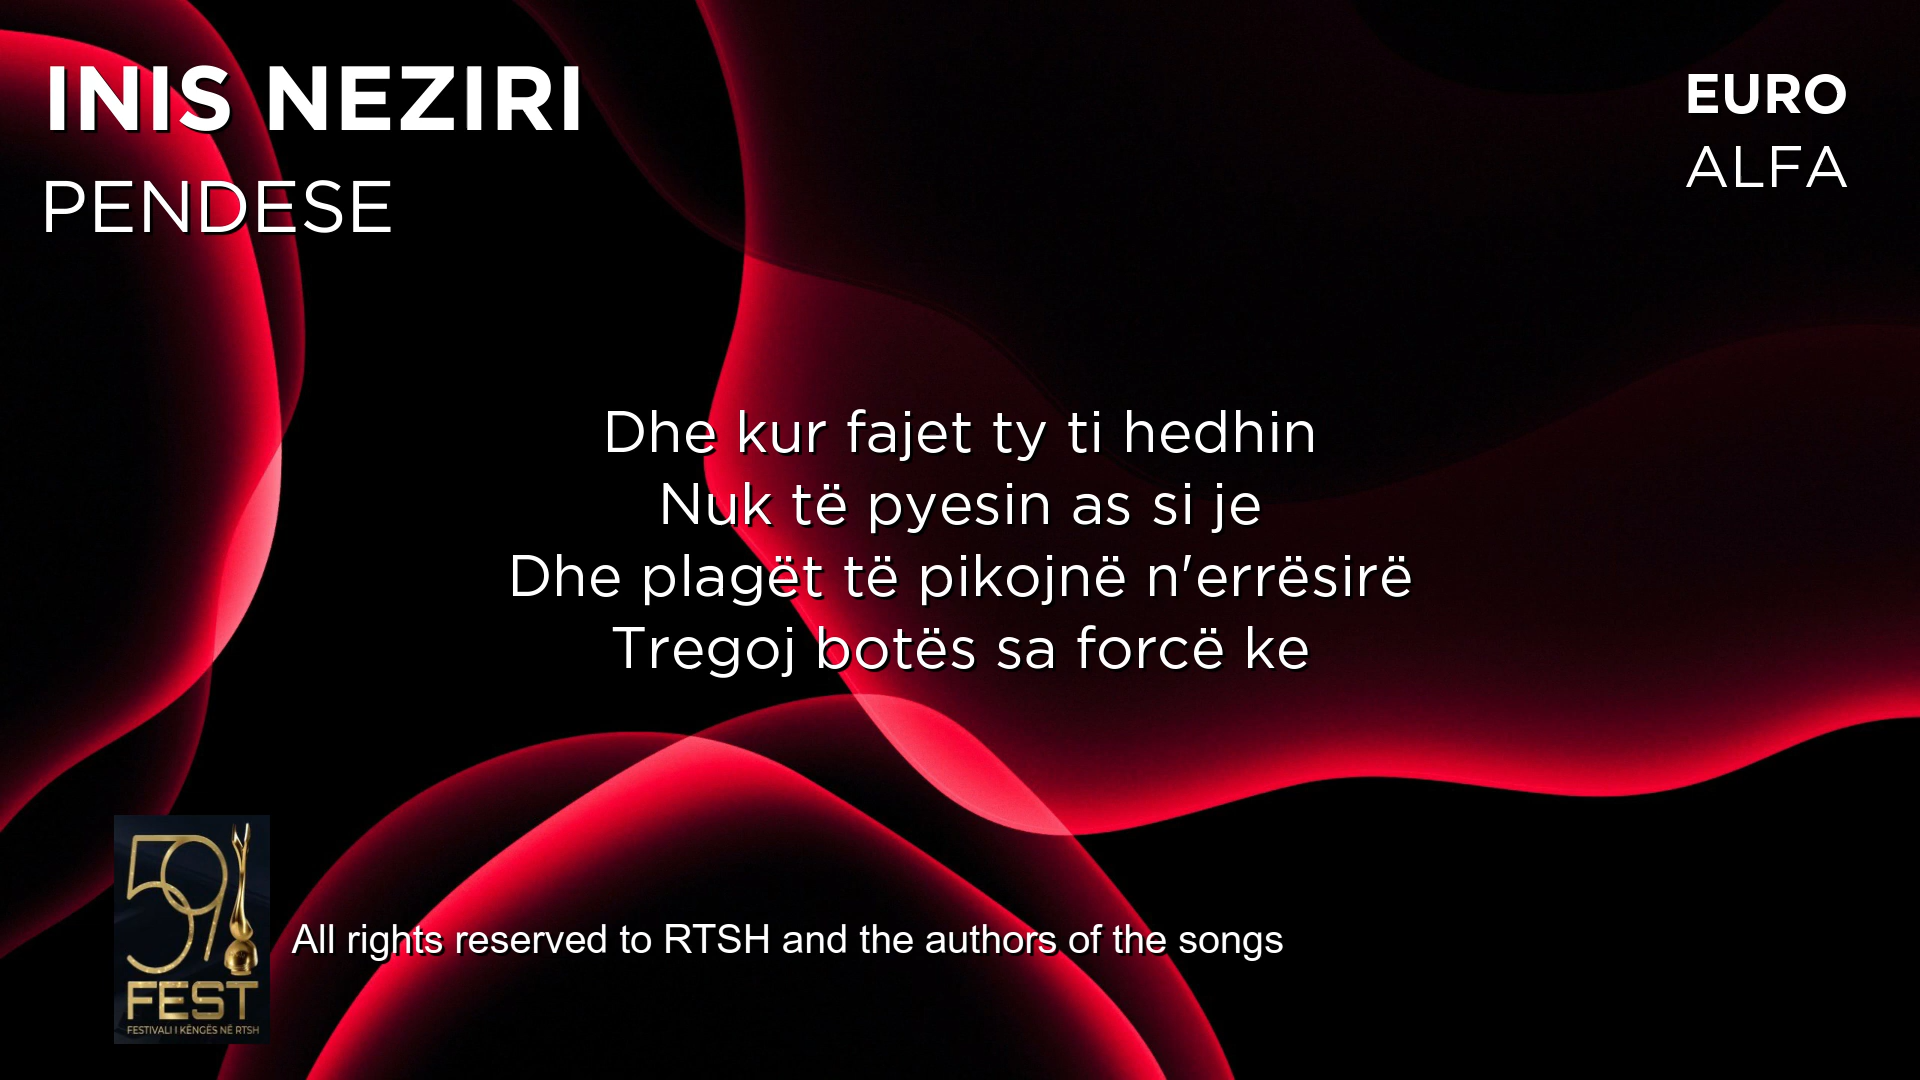 INIS NEZIRI
PENDESE
EURO
ALFA
Dhe kur fajet ty ti hedhin
Nuk të pyesin as si je
Dhe plagët të pikojnë n'errësirë
Tregoj botës sa forcë ke
59
FEST
FESTIVALI I KËNGËS NË RTSH
All rights reserved to RTSH and the authors of the songs